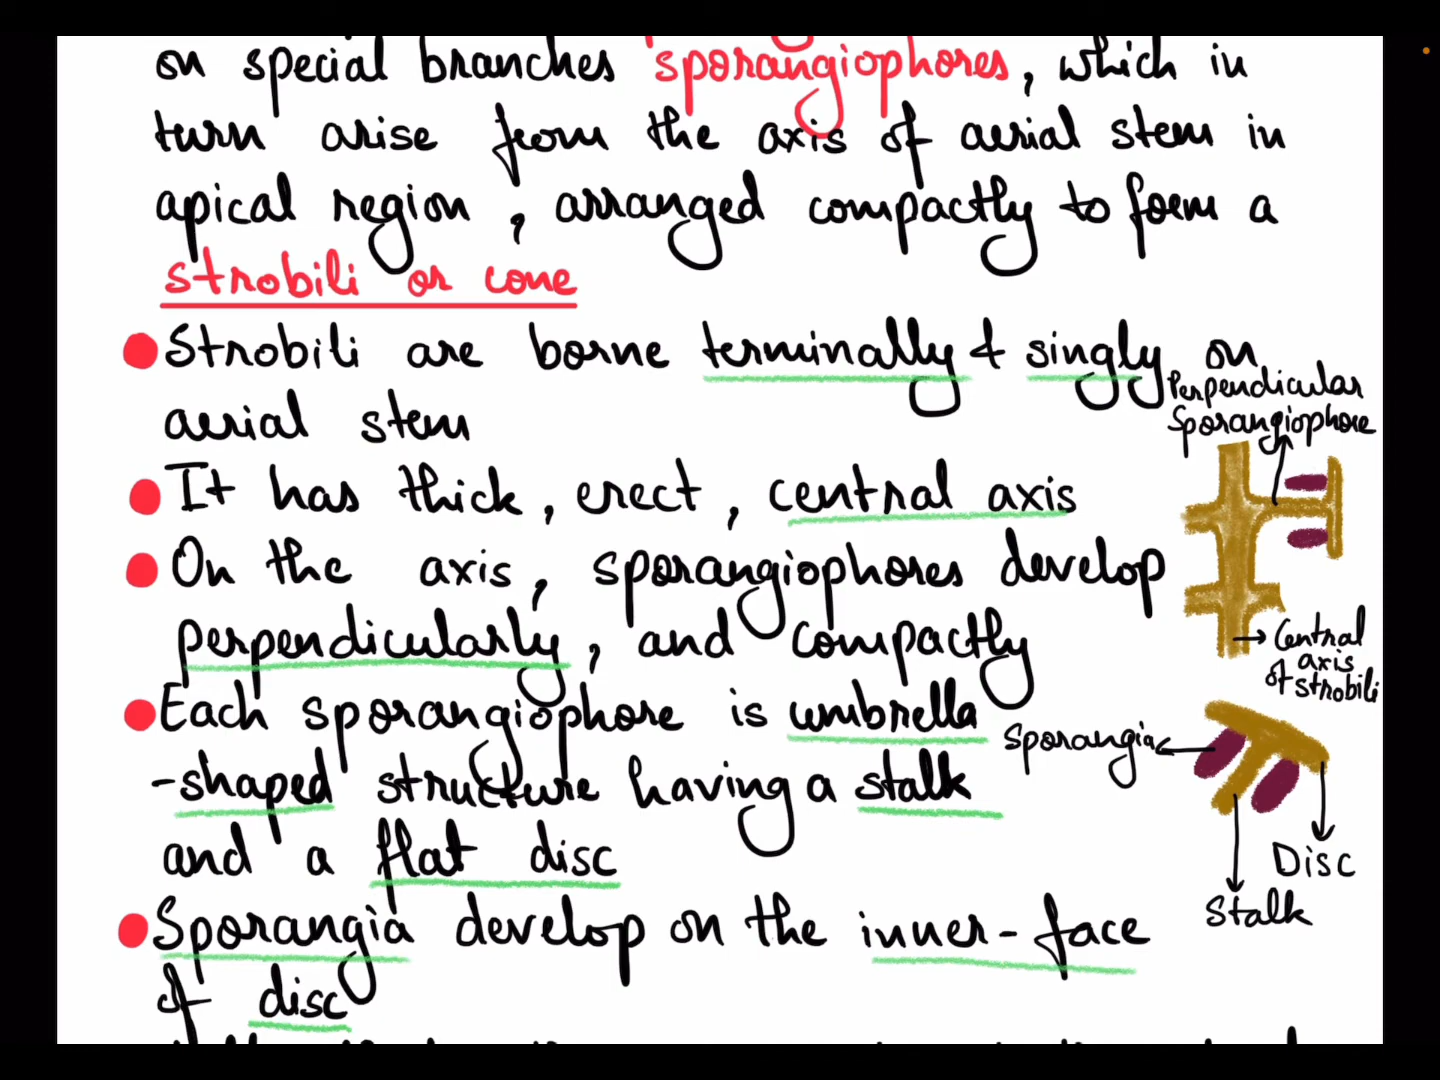 on special branches sporangiophores, which in
turn arise from the axis of aerial stem in
apical region, arranged compactly to form a
strobili or cone
Strobili are borne terminally & singly on
aerial stem
It has thick, erect, central axis
On the axis, sporangiophores develop
perpendicularly, and compactly
Each sporangiophore is umbrella
-shaped structure having a stalk
and a flat disc
Sporangia develop on the inner-face
of disc
Perpendicular
Sporangiophore
Central
axis
of strobili
Sporangia
Disc
Stalk